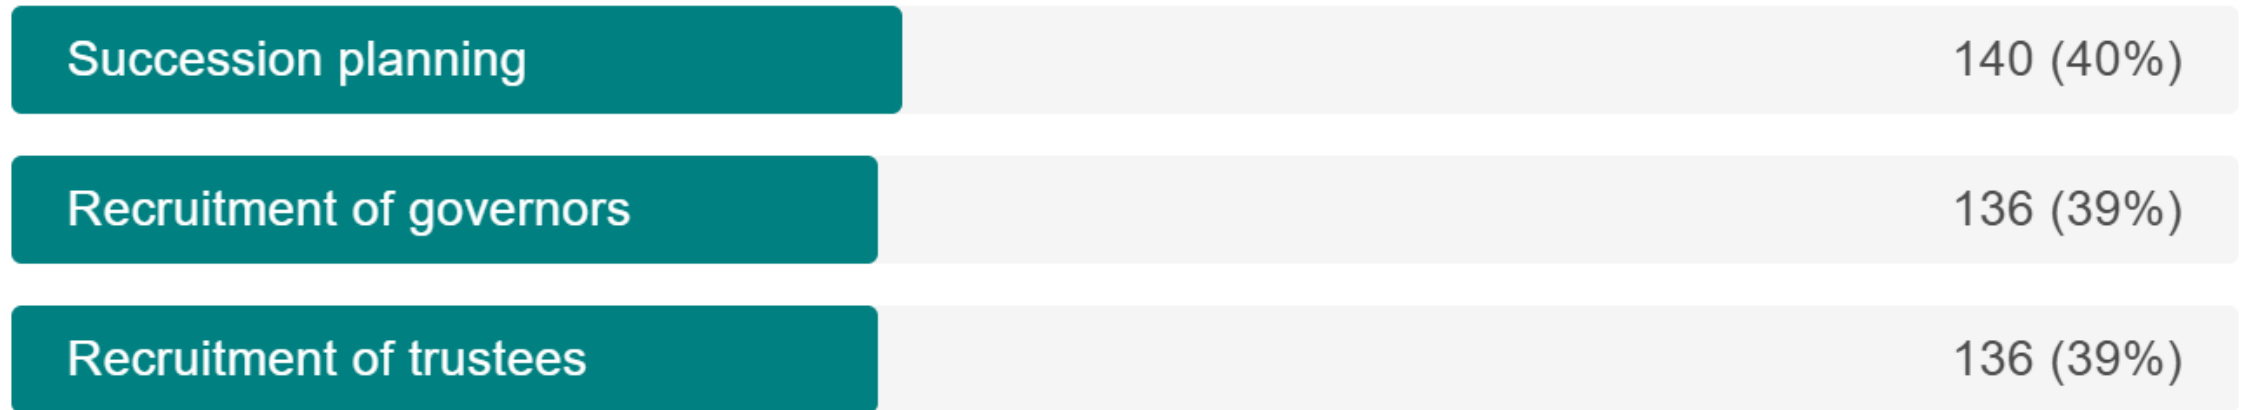 Succession planning 140 (40%)
Recruitment of governors 136 (39%)
Recruitment of trustees 136 (39%)